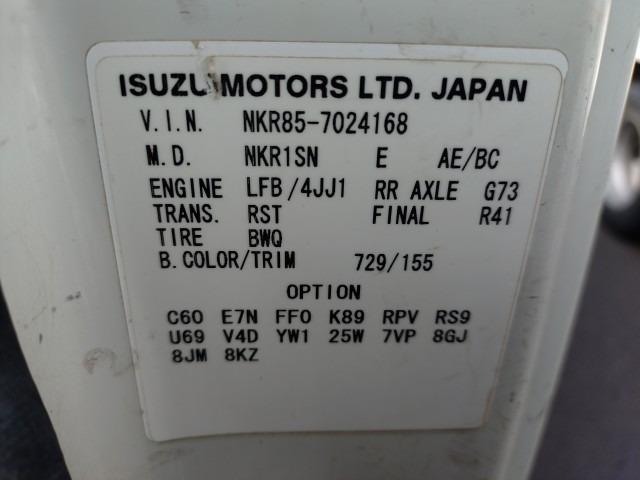 ISUZU MOTORS LTD. JAPAN
V.I.N. NKR85-7024168
M.D. NKR1SN E AE/BC
ENGINE LFB/4JJ1 RR AXLE G73
TRANS. RST FINAL R41
TIRE BWQ
B.COLOR/TRIM 729/155
OPTION
C60 E7N FF0 K89 RPV RS9
U69 V4D YW1 25W 7VP 8GJ
8JM 8KZ